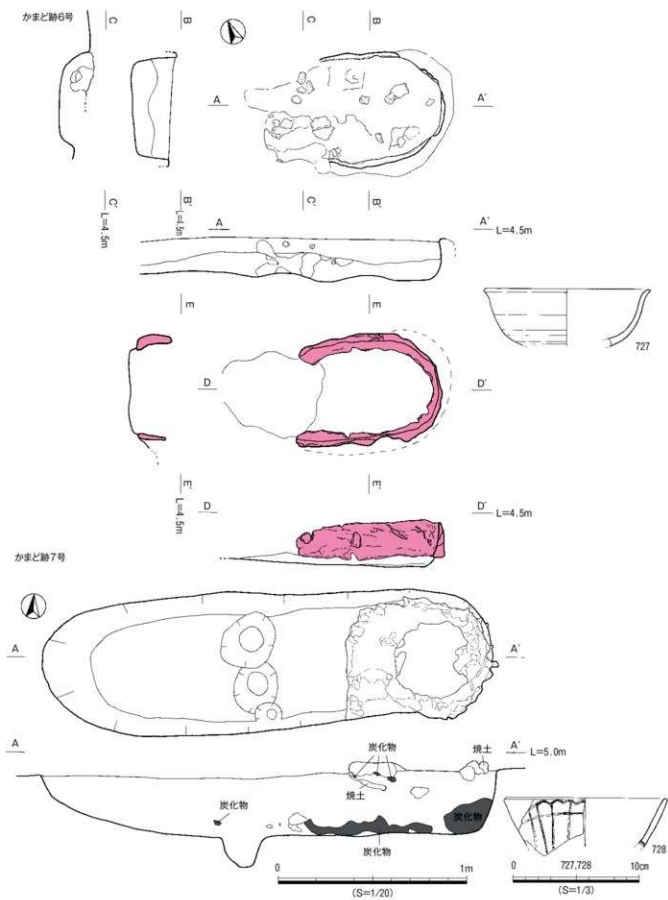 かまど跡6号
C
B
A
A'
C'
L=4.5m
B'
L=4.5m
A
C'
B'
A'
L=4.5m
727
E
E
D
D'
E'
L=4.5m
E'
D
D'
L=4.5m
かまど跡7号
A
A'
A
炭化物
焼土
A'
L=5.0m
焼土
炭化物
炭化物
炭化物
728
0
1m
(S=1/20)
0
727,728
10cm
(S=1/3)
C
B